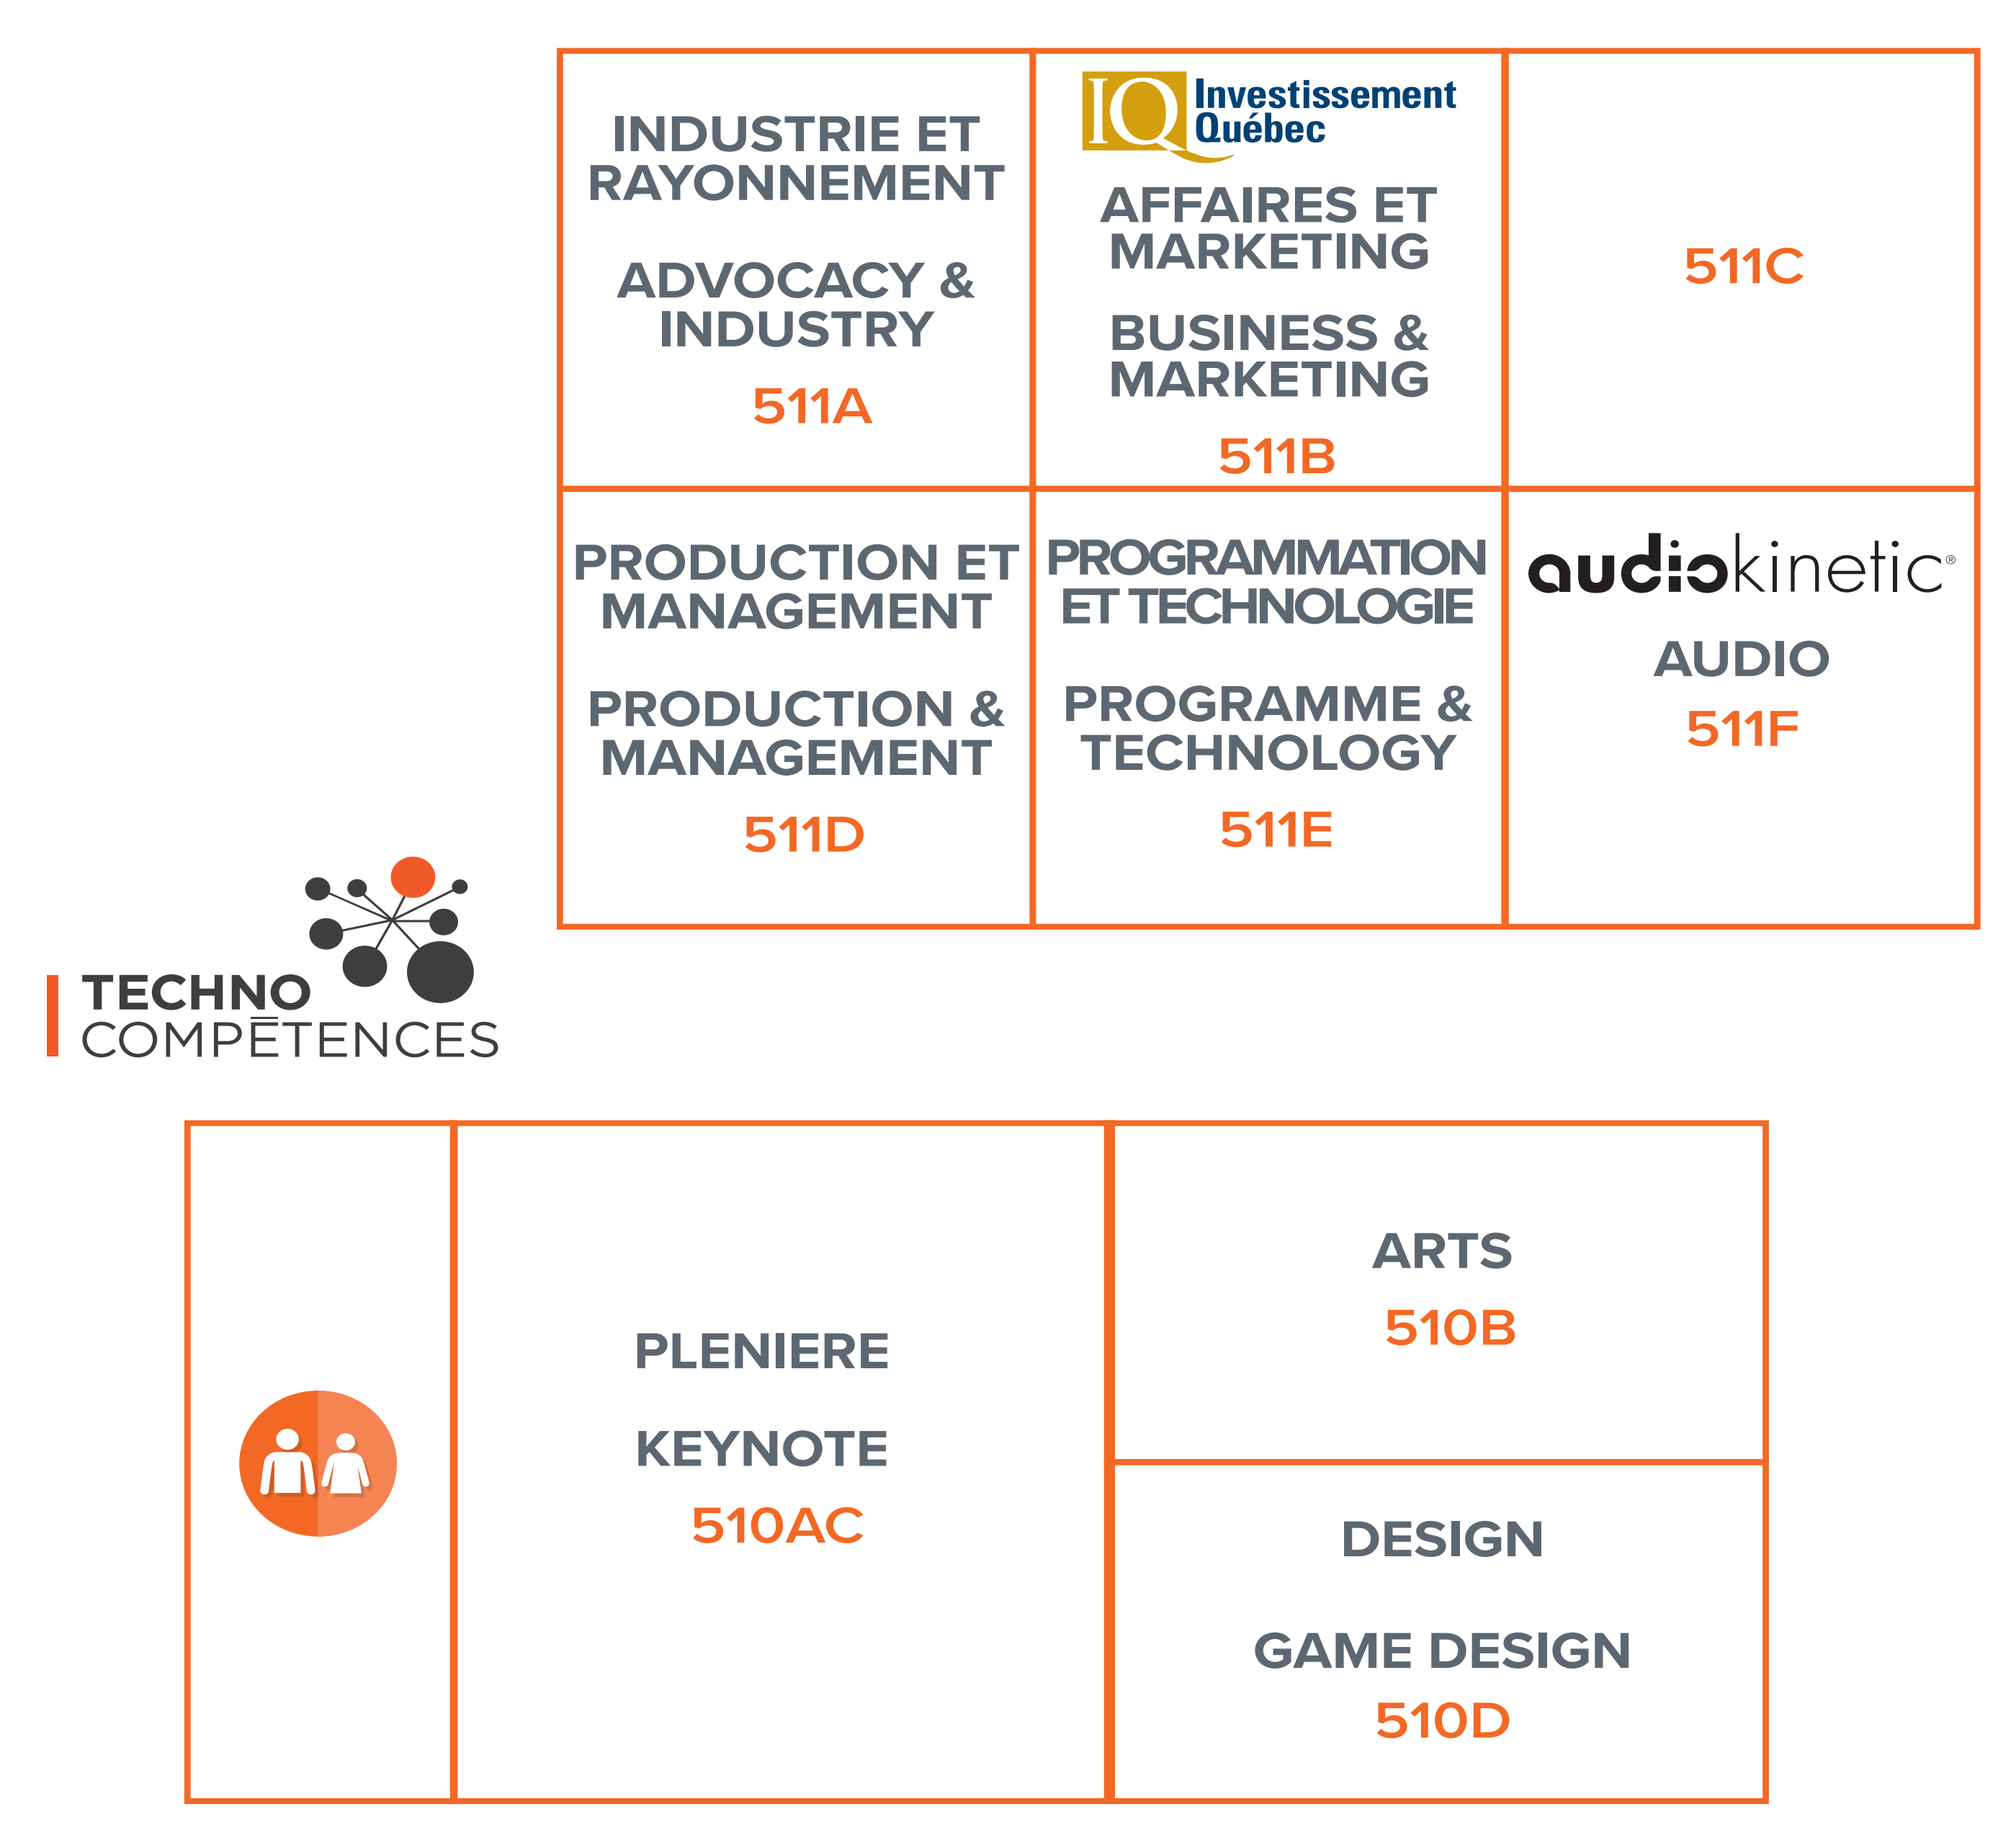 INDUSTRIE ET
RAYONNEMENT
ADVOCACY &
INDUSTRY
511A
IQ Investissement
Québec
AFFAIRES ET
MARKETING
BUSINESS &
MARKETING
511B
511C
PRODUCTION ET
MANAGEMENT
PRODUCTION &
MANAGEMENT
511D
PROGRAMMATION
ET TECHNOLOGIE
PROGRAMME &
TECHNOLOGY
511E
audiokinetic®
AUDIO
511F
TECHNO
COMPĒTENCES
PLENIERE
KEYNOTE
510AC
ARTS
510B
DESIGN
GAME DESIGN
510D